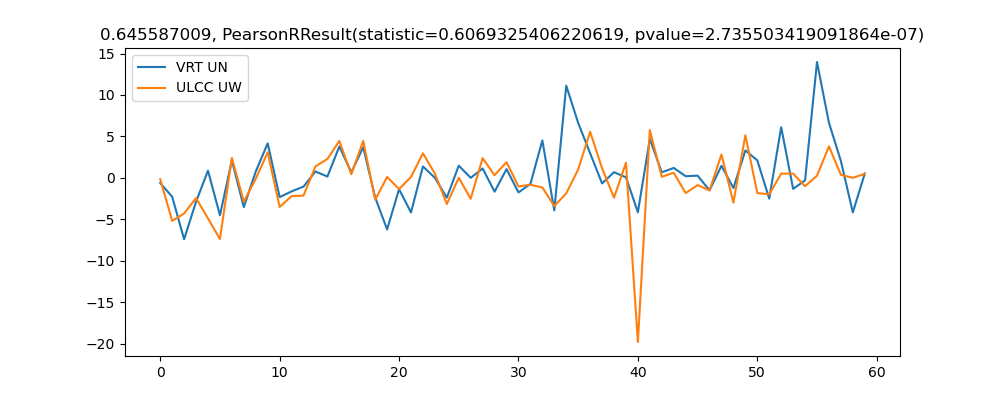 0.645587009, PearsonRResult(statistic=0.6069325406220619, pvalue=2.735503419091864e-07)
VRT UN
ULCC UW
15
10
5
0
−5
−10
−15
−20
0 10 20 30 40 50 60